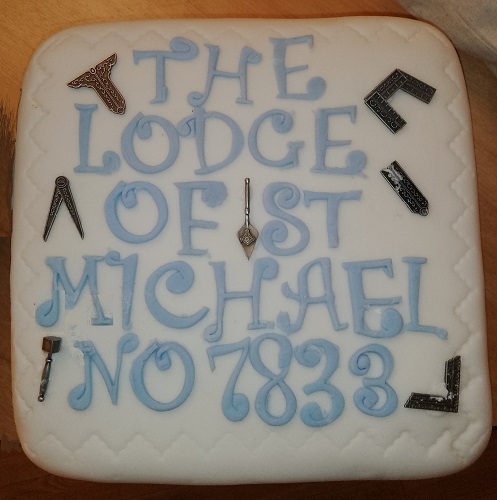 THE
LODGE
OF ST
MICHAEL
NO 7833